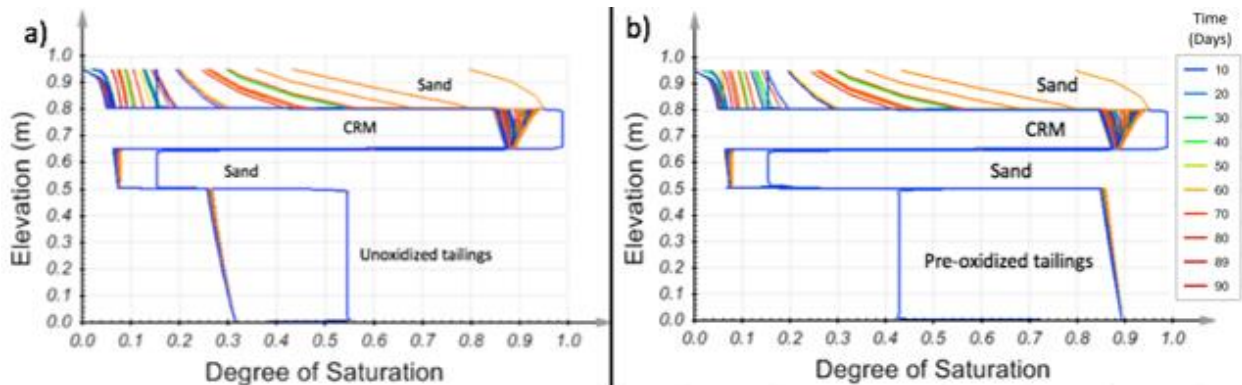 a)
Elevation (m)
1.0
0.9
0.8
0.7
0.6
0.5
0.4
0.3
0.2
0.1
0.0
Sand
CRM
Sand
Unoxidized tailings
0.0 0.1 0.2 0.3 0.4 0.5 0.6 0.7 0.8 0.9 1.0
Degree of Saturation
b)
Elevation (m)
1.0
0.9
0.8
0.7
0.6
0.5
0.4
0.3
0.2
0.1
0.0
Sand
CRM
Sand
Pre-oxidized tailings
0.0 0.1 0.2 0.3 0.4 0.5 0.6 0.7 0.8 0.9 1.0
Degree of Saturation
Time
(Days)
10
20
30
40
50
60
70
80
89
90